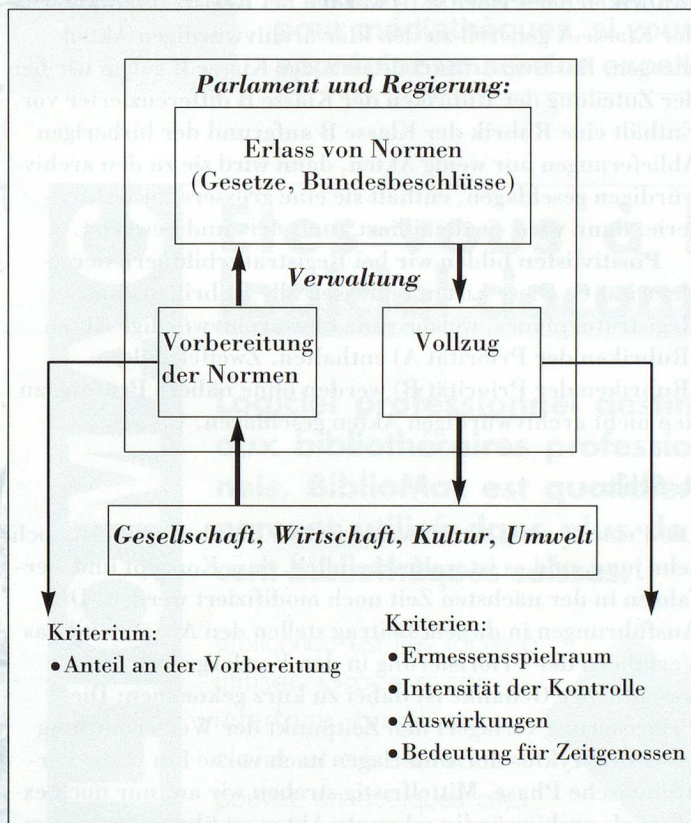 Parlament und Regierung:
Erlass von Normen
(Gesetze, Bundesbeschlüsse)
Verwaltung
Vorbereitung
der Normen
Vollzug
Gesellschaft, Wirtschaft, Kultur, Umwelt
Kriterium:
• Anteil an der Vorbereitung
Kriterien:
• Ermessensspielraum
• Intensität der Kontrolle
• Auswirkungen
• Bedeutung für Zeitgenossen